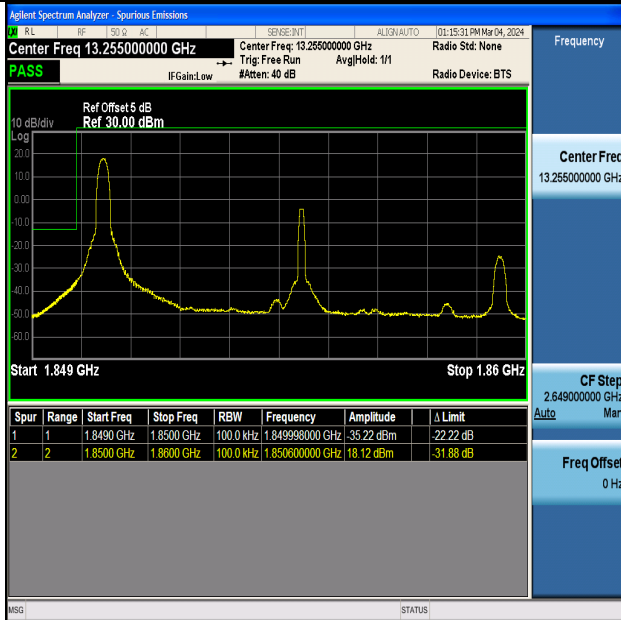 Agilent Spectrum Analyzer - Spurious Emissions
LXI RL RF 50 Ω AC SENSE:INT ALIGN AUTO 01:15:31 PM Mar 04, 2024
Center Freq 13.255000000 GHz
Center Freq: 13.255000000 GHz
Radio Std: None
PASS
Trig: Free Run Avg|Hold: 1/1
IFGain:Low
#Atten: 40 dB
Radio Device: BTS
Ref Offset 5 dB
10 dB/div Ref 30.00 dBm
Log
20.0
10.0
0.00
-10.0
-20.0
-30.0
-40.0
-50.0
-60.0
Start 1.849 GHz
Stop 1.86 GHz
Spur Range Start Freq Stop Freq RBW Frequency Amplitude Δ Limit
1 1 1.8490 GHz 1.8500 GHz 100.0 kHz 1.849998000 GHz -35.22 dBm -22.22 dB
2 2 1.8500 GHz 1.8600 GHz 100.0 kHz 1.850600000 GHz 18.12 dBm -31.88 dB
MSG
STATUS
Frequency
Center Freq
13.255000000 GHz
CF Step
2.649000000 GHz
Auto Man
Freq Offset
0 Hz